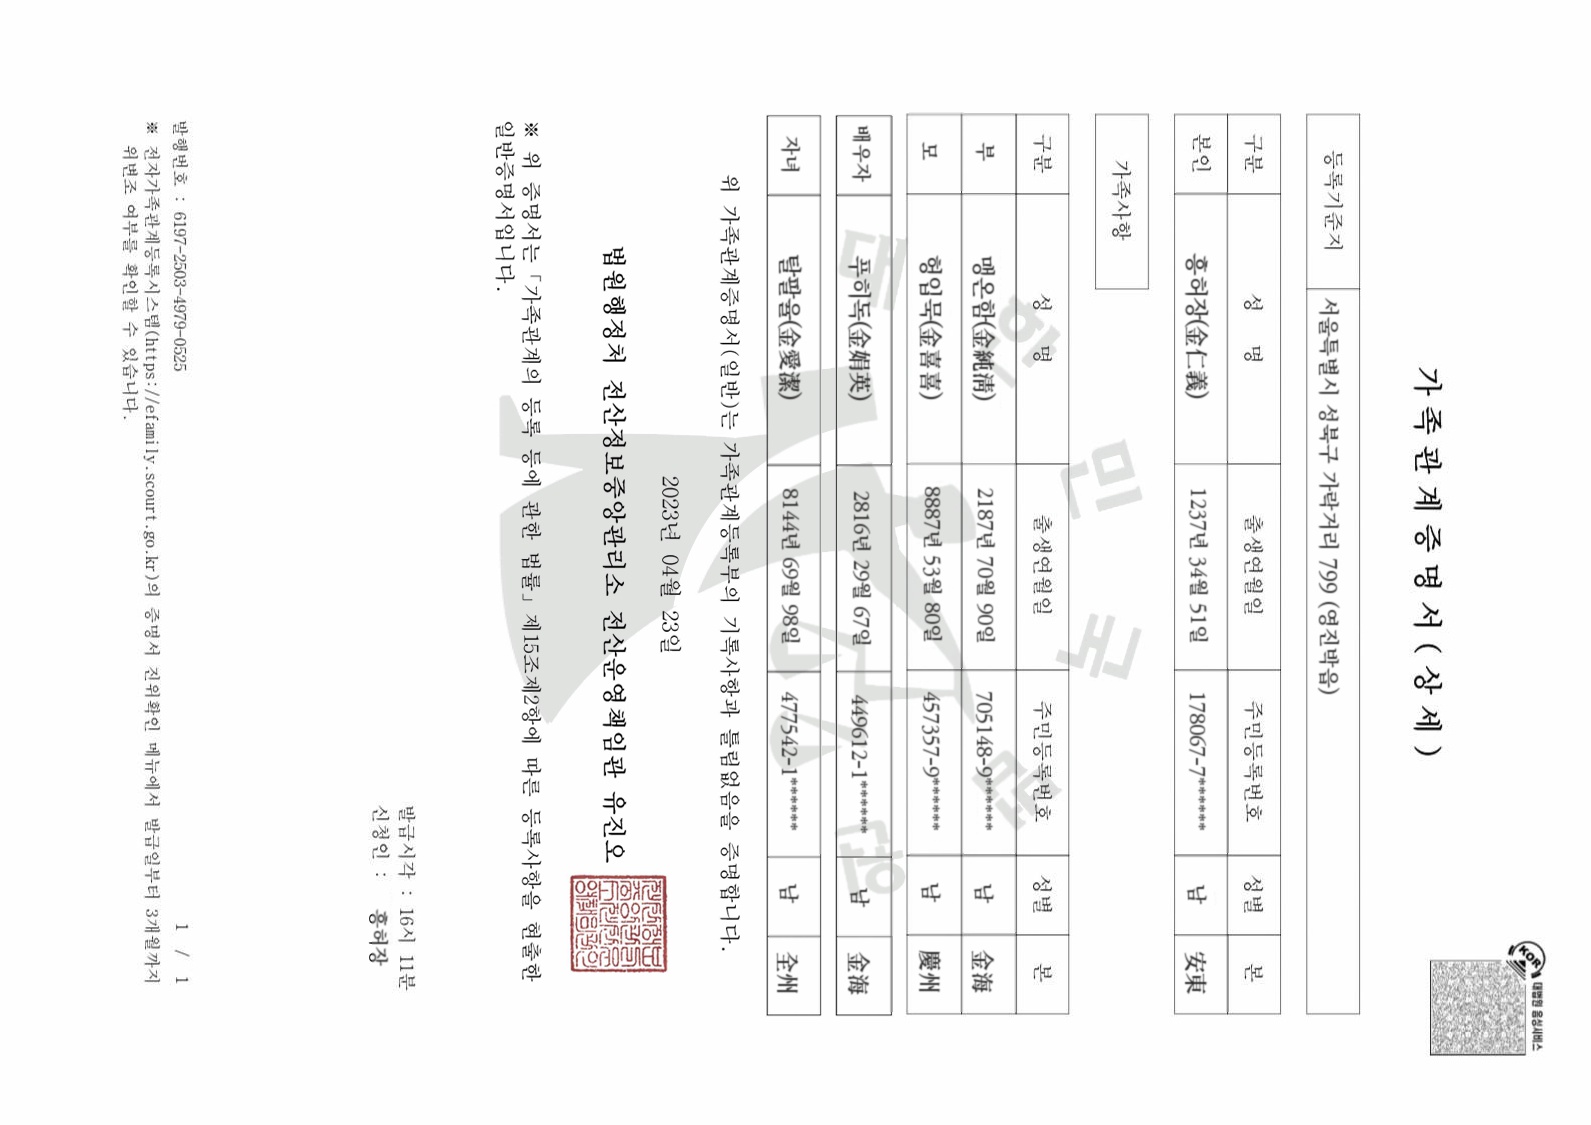 가족관계증명서(상세)
KOR
대법원 음성서비스
등록기준지 서울특별시 성북구 가락거리 799 (영진박읍)
구분 성 명 출생연월일 주민등록번호 성별 본
본인 흥허장(金仁義) 1237년 34월 51일 178067-7****** 남 安東
가족사항
구분 성 명 출생연월일 주민등록번호 성별 본
부 맹온함(金純淸) 2187년 70월 90일 705148-9****** 남 金海
모 형임묵(金喜喜) 8887년 53월 80일 457357-9****** 남 慶州
배우자 푸히독(金娟英) 2816년 29월 67일 449612-1****** 남 金海
자녀 탈팔울(金愛潔) 8144년 69월 98일 477542-1****** 남 全州
대한민국법원
위 가족관계증명서(일반)는 가족관계등록부의 기록사항과 틀림없음을 증명합니다.
2023년 04월 23일
법원행정처 전산정보중앙관리소 전산운영책임관 유진오
※ 위 증명서는「가족관계의 등록 등에 관한 법률」제15조제2항에 따른 등록사항을 현출한
일반증명서입니다.
발급시각 : 16시 11분
신청인 : 흥허장
발행번호 : 6197-2503-4979-0525 1 / 1
※ 전자가족관계등록시스템(https://efamily.scourt.go.kr)의 증명서 진위확인 메뉴에서 발급일부터 3개월까지
위변조 여부를 확인할 수 있습니다.